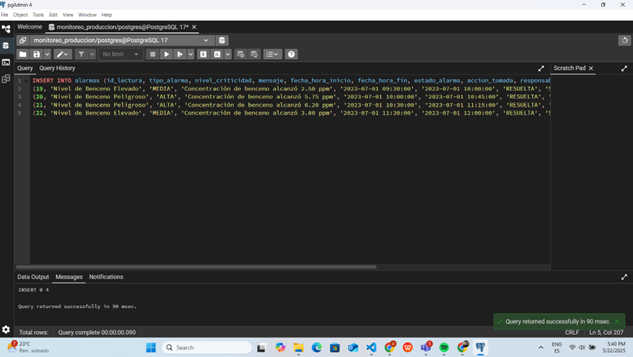 pgAdmin 4
File Object Tools Edit View Window Help
Welcome monitoreo_produccion/postgres@PostgreSQL 17* ✕
monitoreo_produccion/postgres@PostgreSQL 17
No limit
Query Query History
Scratch Pad ✕
1 INSERT INTO alarmas (id_lectura, tipo_alarma, nivel_criticidad, mensaje, fecha_hora_inicio, fecha_hora_fin, estado_alarma, accion_tomada, responsab
2 (19, 'Nivel de Benceno Elevado', 'MEDIA', 'Concentración de benceno alcanzó 2.50 ppm', '2023-07-01 09:30:00', '2023-07-01 10:00:00', 'RESUELTA', 'S
3 (20, 'Nivel de Benceno Peligroso', 'ALTA', 'Concentración de benceno alcanzó 5.75 ppm', '2023-07-01 10:00:00', '2023-07-01 10:45:00', 'RESUELTA', '
4 (21, 'Nivel de Benceno Peligroso', 'ALTA', 'Concentración de benceno alcanzó 6.20 ppm', '2023-07-01 10:30:00', '2023-07-01 11:15:00', 'RESUELTA', '
5 (22, 'Nivel de Benceno Elevado', 'MEDIA', 'Concentración de benceno alcanzó 3.80 ppm', '2023-07-01 11:30:00', '2023-07-01 12:00:00', 'RESUELTA', 'S
Data Output Messages Notifications
INSERT 0 4
Query returned successfully in 90 msec.
Query returned successfully in 90 msec. ✕
Total rows: Query complete 00:00:00.090
CRLF Ln 5, Col 207
23°C
Parc. soleado
Search
ENG
ES
5:40 PM
5/22/2025